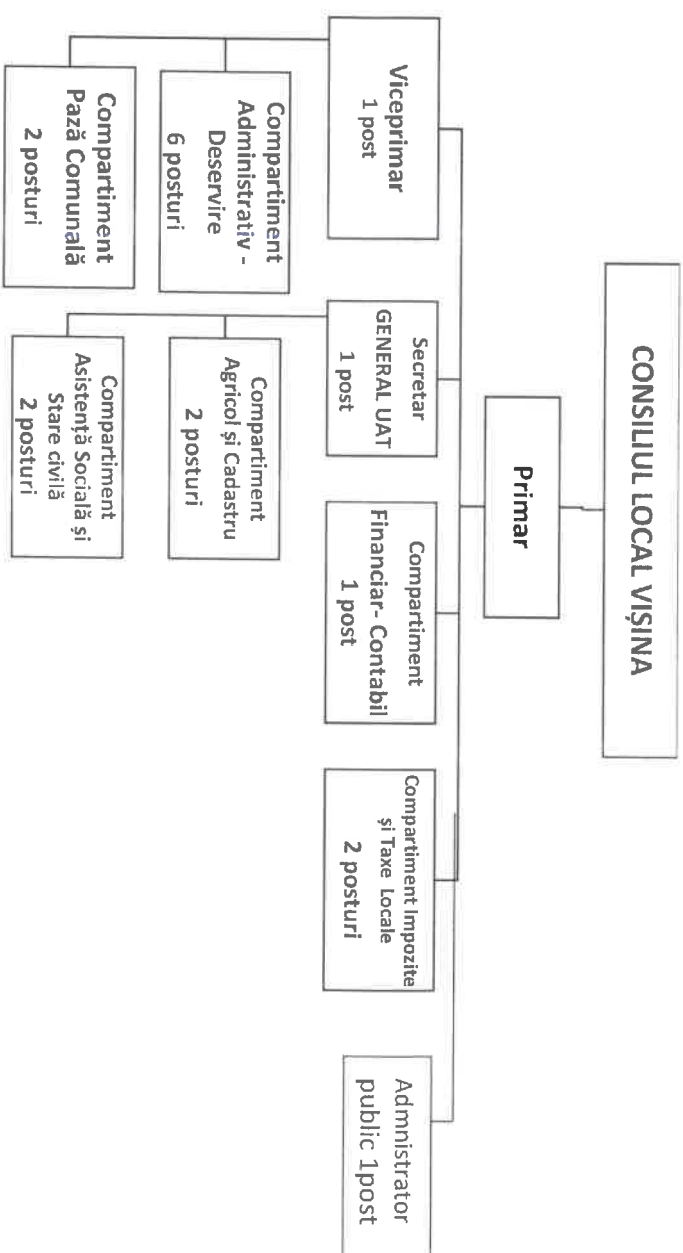 CONSILIUL LOCAL VIȘINA
Primar
Viceprimar
1 post
Secretar
GENERAL UAT
1 post
Compartiment
Financiar- Contabil
1 post
Compartiment Impozite
și Taxe Locale
2 posturi
Admnistrator
public 1post
Compartiment
Administrativ -
Deservire
6 posturi
Compartiment
Agricol și Cadastru
2 posturi
Compartiment
Pază Comunală
2 posturi
Compartiment
Asistență Socială și
Stare civilă
2 posturi